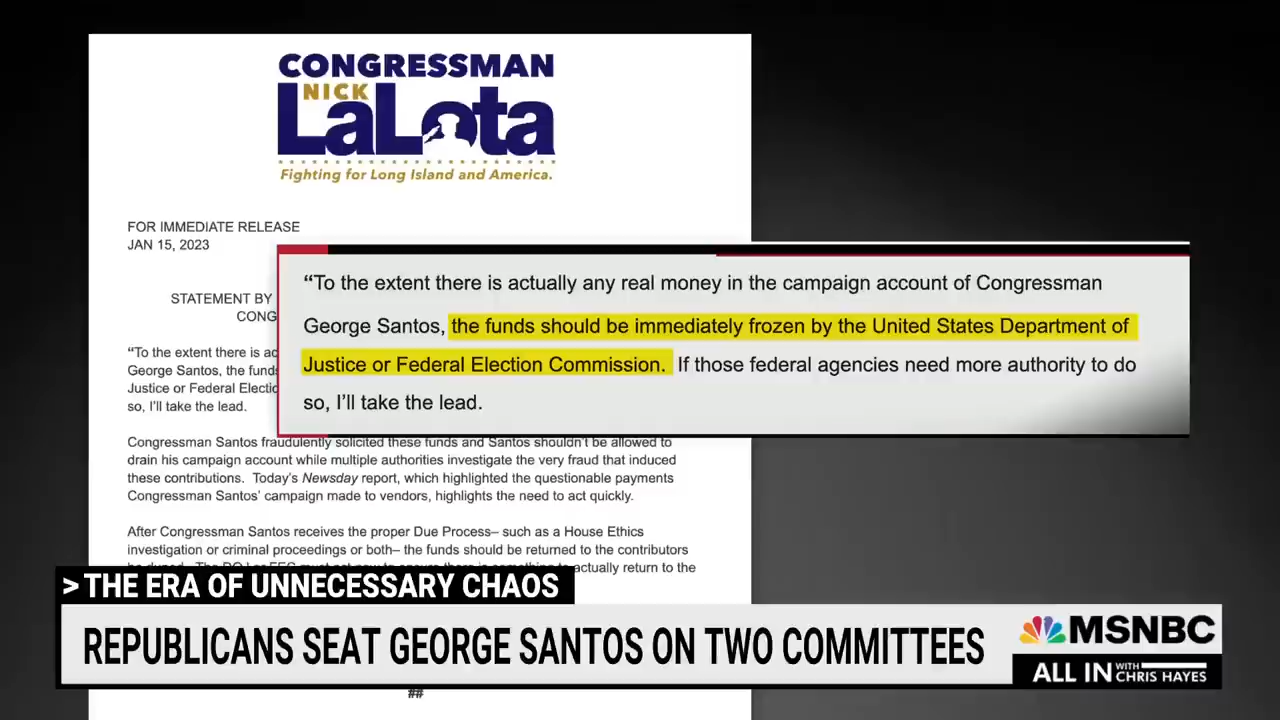 CONGRESSMAN
NICK
LaLota
Fighting for Long Island and America.
FOR IMMEDIATE RELEASE
JAN 15, 2023
STATEMENT BY
CONG
“To the extent there is actually any real money in the campaign account of Congressman
George Santos, the funds should be immediately frozen by the United States Department of
Justice or Federal Election Commission. If those federal agencies need more authority to do
so, I’ll take the lead.
“To the extent there is ac
George Santos, the funds
Justice or Federal Electio
so, I’ll take the lead.
Congressman Santos fraudulently solicited these funds and Santos shouldn’t be allowed to
drain his campaign account while multiple authorities investigate the very fraud that induced
these contributions. Today’s Newsday report, which highlighted the questionable payments
Congressman Santos’ campaign made to vendors, highlights the need to act quickly.
After Congressman Santos receives the proper Due Process– such as a House Ethics
investigation or criminal proceedings or both– the funds should be returned to the contributors
actually return to the
> THE ERA OF UNNECESSARY CHAOS
REPUBLICANS SEAT GEORGE SANTOS ON TWO COMMITTEES
MSNBC
ALL IN WITH CHRIS HAYES
##